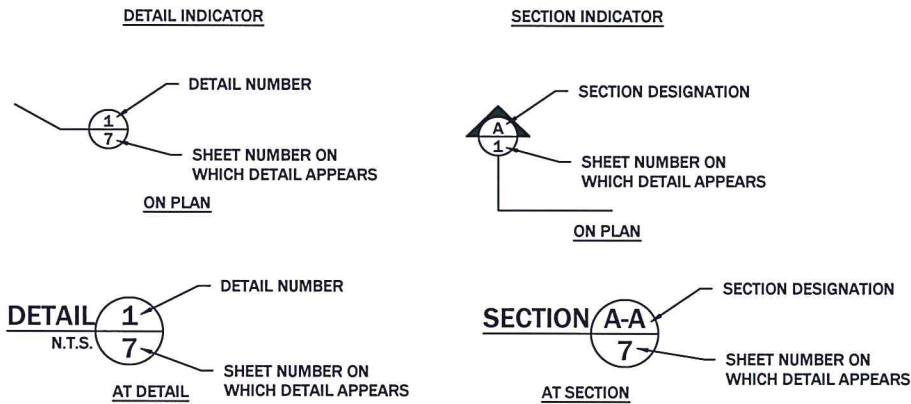 DETAIL INDICATOR
DETAIL NUMBER
1
7
SHEET NUMBER ON
WHICH DETAIL APPEARS
ON PLAN
SECTION INDICATOR
SECTION DESIGNATION
A
1
SHEET NUMBER ON
WHICH DETAIL APPEARS
ON PLAN
DETAIL NUMBER
DETAIL
1
N.T.S.
7
SHEET NUMBER ON
WHICH DETAIL APPEARS
AT DETAIL
SECTION DESIGNATION
SECTION
A-A
7
SHEET NUMBER ON
WHICH DETAIL APPEARS
AT SECTION